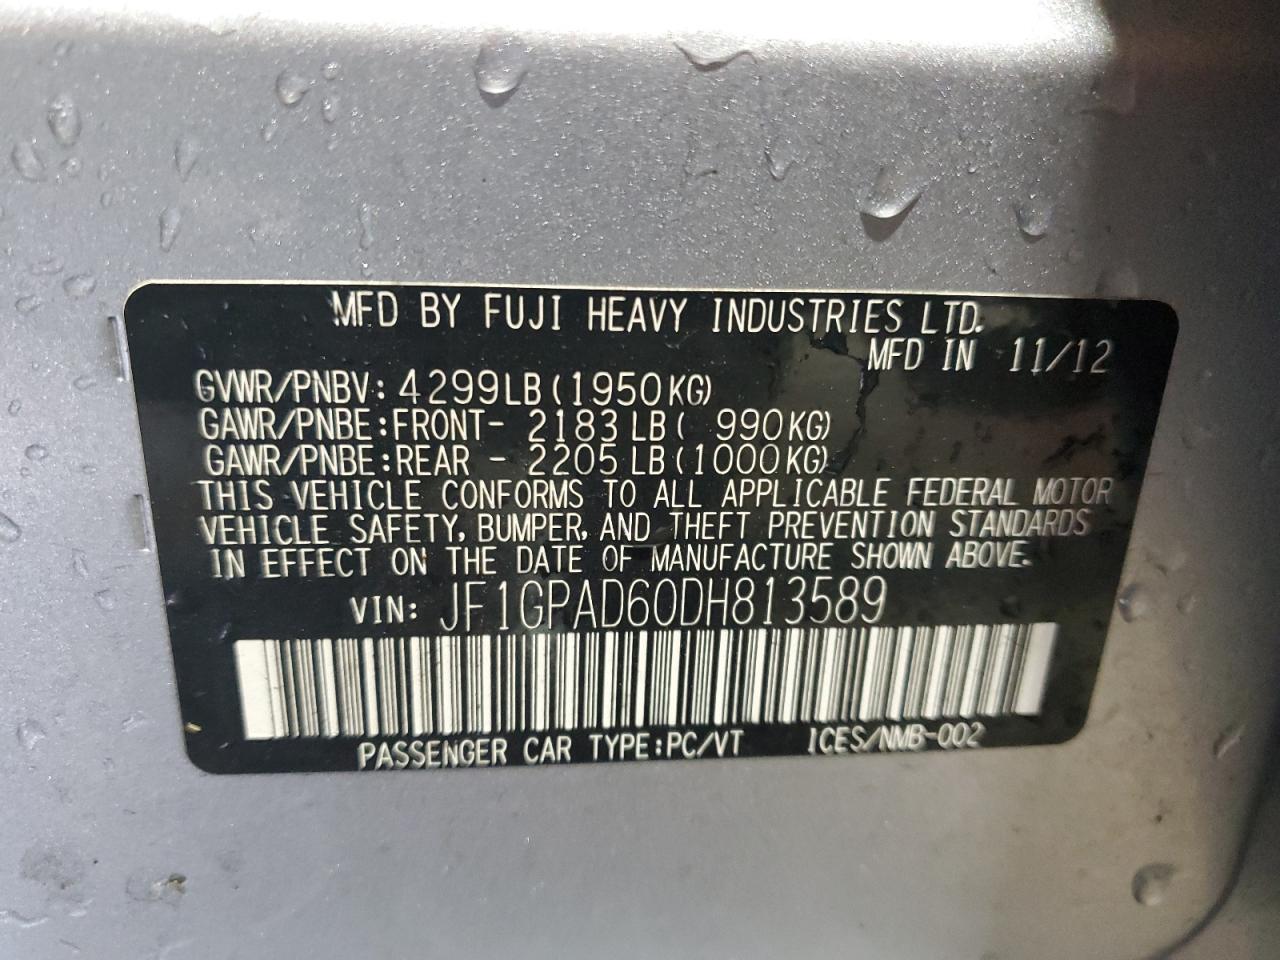 MFD BY FUJI HEAVY INDUSTRIES LTD.
MFD IN 11/12
GVWR/PNBV: 4299LB(1950KG)
GAWR/PNBE:FRONT- 2183 LB( 990KG)
GAWR/PNBE:REAR - 2205 LB(1000KG)
THIS VEHICLE CONFORMS TO ALL APPLICABLE FEDERAL MOTOR
VEHICLE SAFETY, BUMPER, AND THEFT PREVENTION STANDARDS
IN EFFECT ON THE DATE OF MANUFACTURE SHOWN ABOVE.
VIN: JF1GPAD60DH813589
PASSENGER CAR TYPE:PC/VT ICES/NMB-002